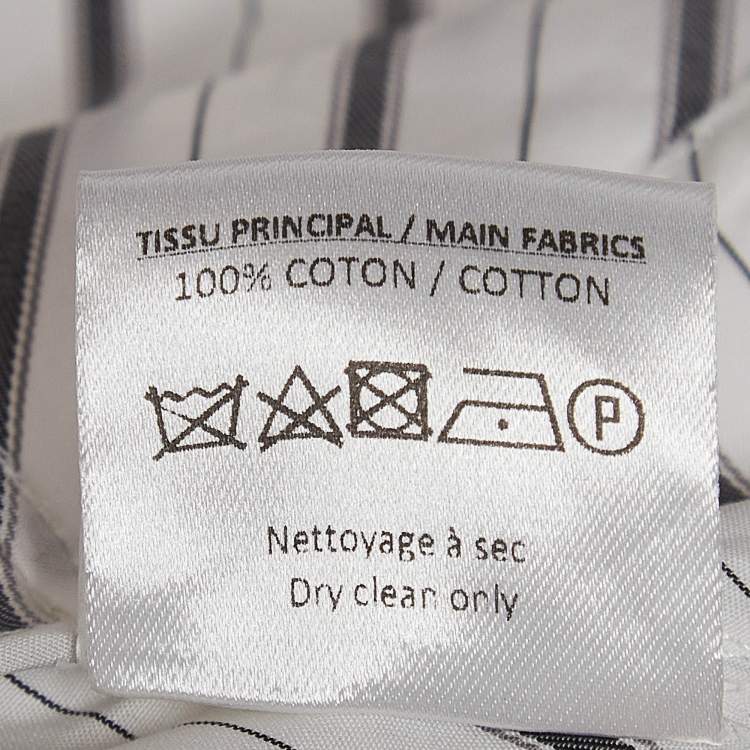 TISSU PRINCIPAL / MAIN FABRICS
100% COTON / COTTON
P
Nettoyage à sec
Dry clean only